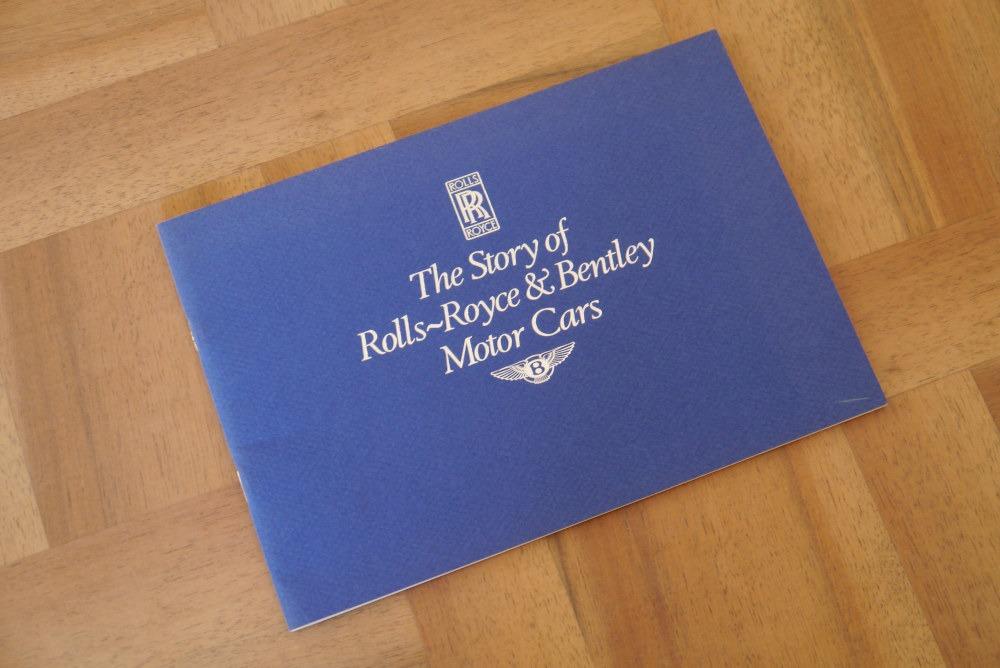 ROLLS
RR
ROYCE
The Story of
Rolls~Royce & Bentley
Motor Cars
B